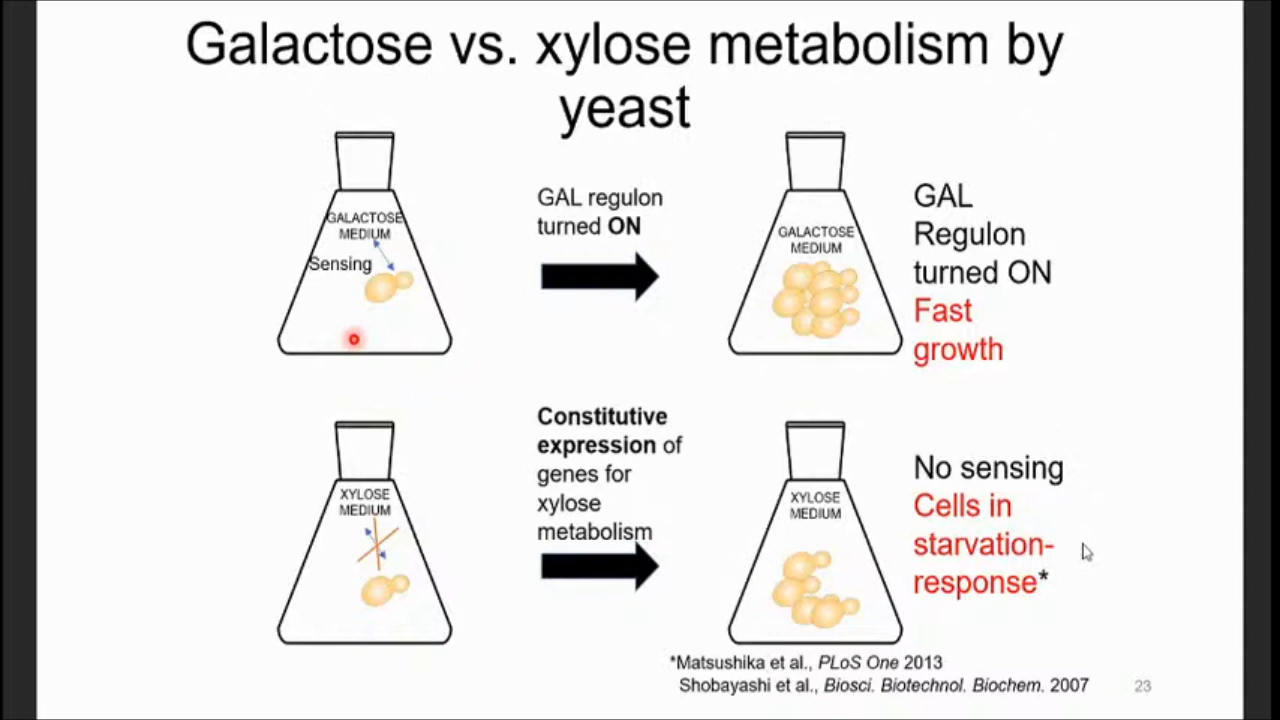 Galactose vs. xylose metabolism by
yeast
GALACTOSE
MEDIUM
Sensing
GAL regulon
turned ON
GALACTOSE
MEDIUM
GAL
Regulon
turned ON
Fast
growth
XYLOSE
MEDIUM
Constitutive
expression of
genes for
xylose
metabolism
XYLOSE
MEDIUM
No sensing
Cells in
starvation-
response*
*Matsushika et al., PLoS One 2013
Shobayashi et al., Biosci. Biotechnol. Biochem. 2007
23